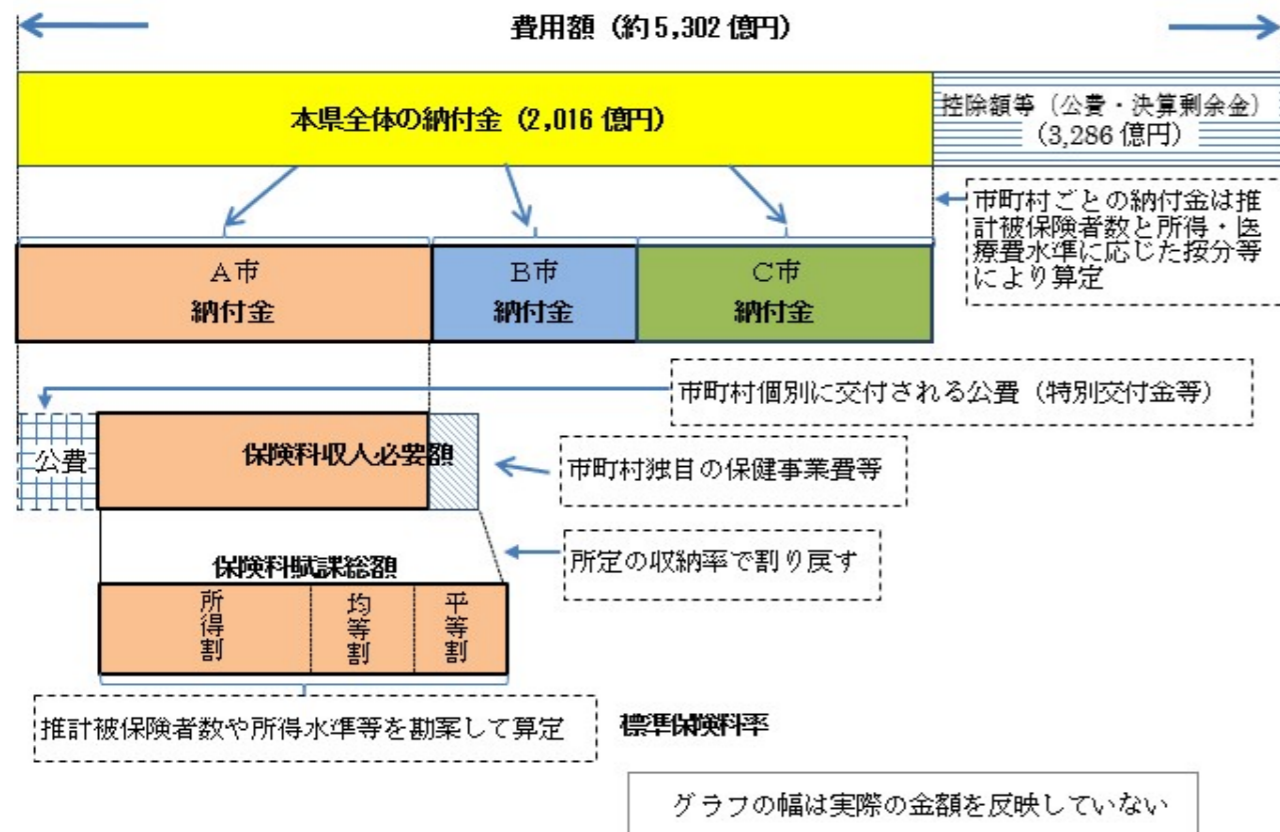 費用額（約5,302億円）
本県全体の納付金（2,016億円）
控除額等（公費・決算剰余金）
（3,286億円）
市町村ごとの納付金は推
計被保険者数と所得・医
療費水準に応じた按分等
により算定
A市
納付金
B市
納付金
C市
納付金
市町村個別に交付される公費（特別交付金等）
公費
保険料収入必要額
市町村独自の保健事業費等
所定の収納率で割り戻す
保険料賦課総額
所得割
均等割
平等割
推計被保険者数や所得水準等を勘案して算定
標準保険料率
グラフの幅は実際の金額を反映していない